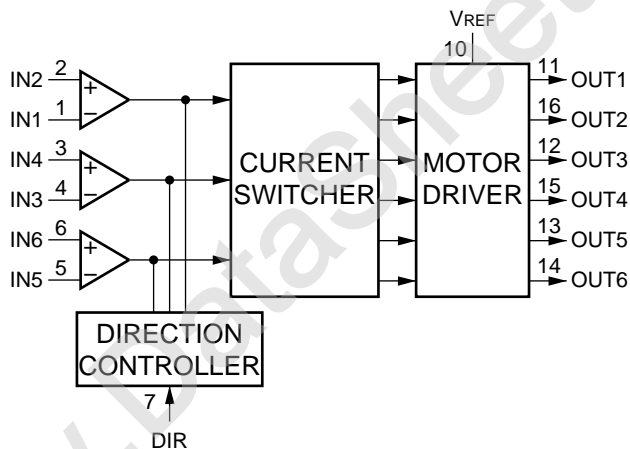 VREF
10
IN2 2 + 11 OUT1
IN1 1 − 16 OUT2
IN4 3 + 12 OUT3
CURRENT SWITCHER
MOTOR DRIVER
IN3 4 − 15 OUT4
IN6 6 + 13 OUT5
IN5 5 − 14 OUT6
DIRECTION
CONTROLLER
7
DIR
.DataShee